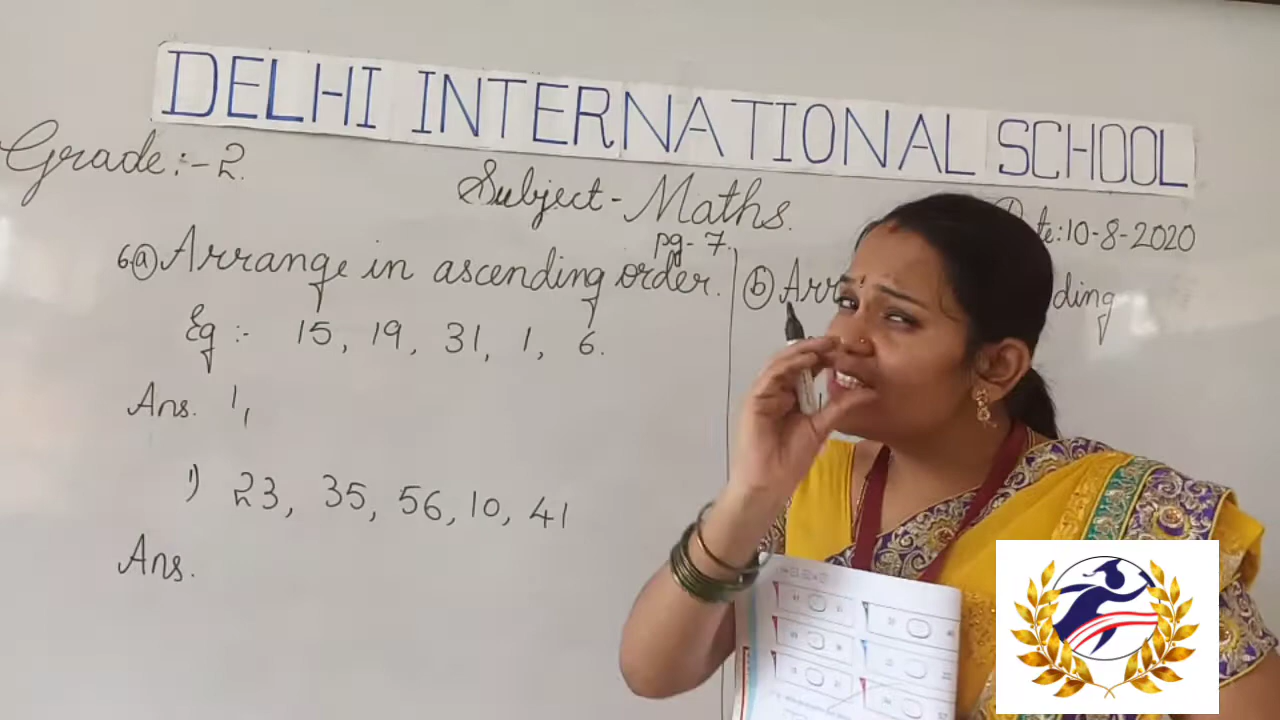 DELHI INTERNATIONAL SCHOOL
Grade:-2.
Subject-Maths.
Date:10-8-2020
pg-7.
6.a) Arrange in ascending order.
Eg :- 15, 19, 31, 1, 6.
Ans. 1,
1) 23, 35, 56, 10, 41
Ans.
b) Arr ding